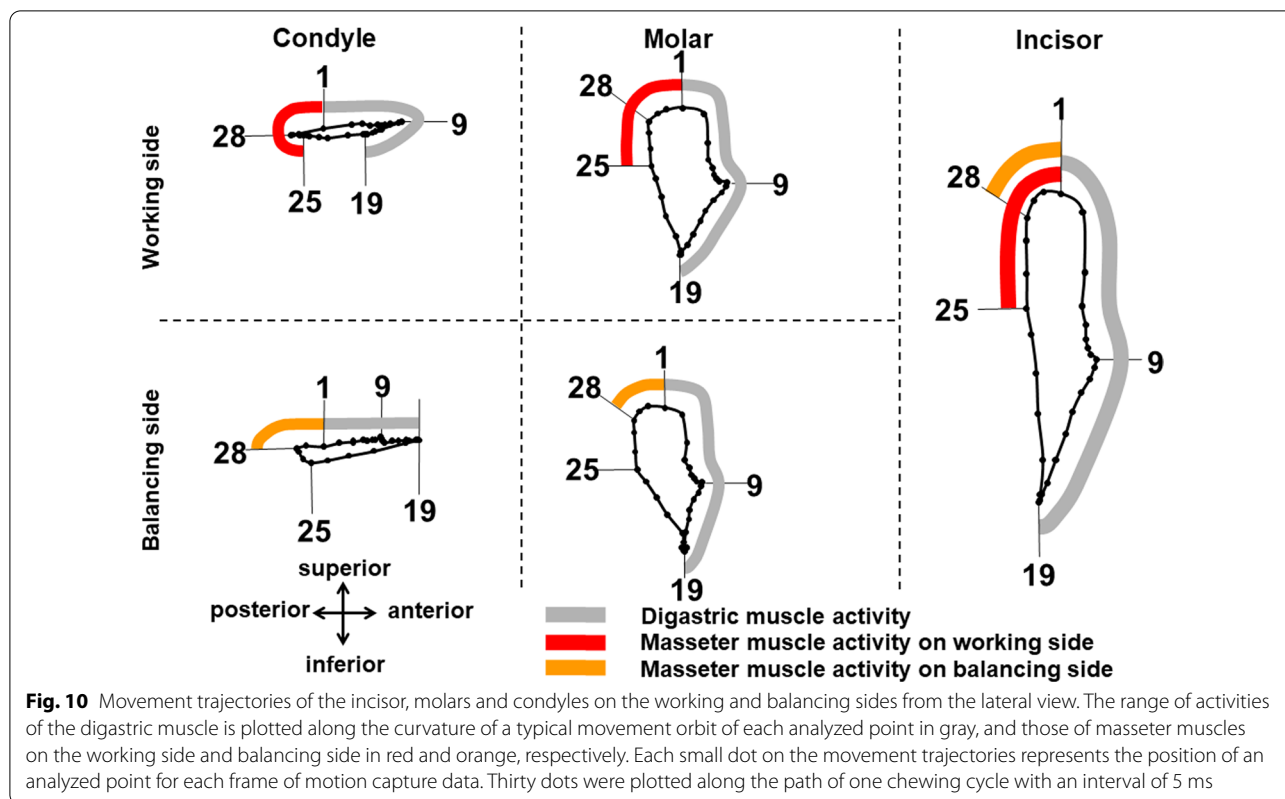 Condyle
Molar
Incisor
Working side
1
28
9
25
19
1
28
25
9
19
1
28
25
9
19
Balancing side
1
9
28
25
19
1
28
25
9
19
superior
posterior
anterior
inferior
Digastric muscle activity
Masseter muscle activity on working side
Masseter muscle activity on balancing side
Fig. 10 Movement trajectories of the incisor, molars and condyles on the working and balancing sides from the lateral view. The range of activities
of the digastric muscle is plotted along the curvature of a typical movement orbit of each analyzed point in gray, and those of masseter muscles
on the working side and balancing side in red and orange, respectively. Each small dot on the movement trajectories represents the position of an
analyzed point for each frame of motion capture data. Thirty dots were plotted along the path of one chewing cycle with an interval of 5 ms